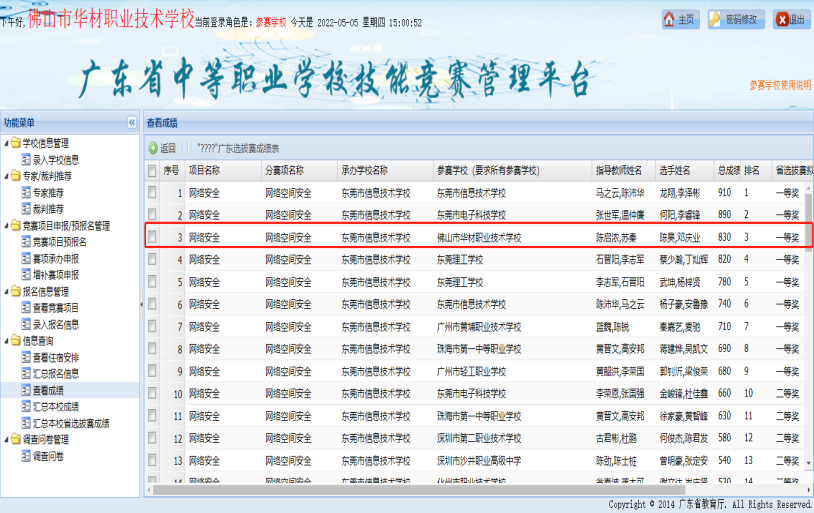 下午好,佛山市华材职业技术学校当前登录角色是: 参赛学校 今天是 2022-05-05 星期四 15:00:52
主页 密码修改 退出
广东省中等职业学校技能竞赛管理平台
参赛学校使用说明
功能菜单
学校信息管理
录入学校信息
专家/裁判推荐
专家推荐
裁判推荐
竞赛项目申报/预报名管理
竞赛项目预报名
赛项承办申报
增补赛项申报
报名信息管理
查看竞赛项目
录入报名信息
信息查询
查看住宿安排
汇总报名信息
查看成绩
汇总本校成绩
汇总本校省选拔赛成绩
调查问卷管理
调查问卷
查看成绩
返回 "????"广东选拔赛成绩表
序号 项目名称 分赛项名称 承办学校名称 参赛学校（要求所有参赛学校） 指导教师姓名 选手姓名 总成绩 排名 省选拔赛拟
1 网络安全 网络空间安全 东莞市信息技术学校 东莞市信息技术学校 马之云,陈沛华 龙翔,李泽彬 910 1 一等奖
2 网络安全 网络空间安全 东莞市信息技术学校 东莞市电子科技学校 张世军,温仲廉 何阳,李睿锋 890 2 一等奖
3 网络安全 网络空间安全 东莞市信息技术学校 佛山市华材职业技术学校 陈启浓,苏秦 陈昊,邓庆业 830 3 一等奖
4 网络安全 网络空间安全 东莞市信息技术学校 东莞理工学校 石晋阳,李志军 蔡少瀚,丁灿辉 820 4 一等奖
5 网络安全 网络空间安全 东莞市信息技术学校 东莞理工学校 李志军,石晋阳 武坤,杨梓贤 780 5 一等奖
6 网络安全 网络空间安全 东莞市信息技术学校 东莞市信息技术学校 陈沛华,马之云 杨子豪,安鲁豫 740 6 一等奖
7 网络安全 网络空间安全 东莞市信息技术学校 广州市黄埔职业技术学校 蓝魏,陈锐 秦嘉艺,麦驰 710 7 一等奖
8 网络安全 网络空间安全 东莞市信息技术学校 珠海市第一中等职业学校 黄晋文,高安邦 蒋建烨,吴凯文 690 8 一等奖
9 网络安全 网络空间安全 东莞市信息技术学校 广州市轻工职业学校 黄韶洪,李荣国 郭钊沂,梁俊荣 680 9 一等奖
10 网络安全 网络空间安全 东莞市信息技术学校 东莞市电子科技学校 李荣恩,张国强 金峻锋,杜佳鑫 660 10 二等奖
11 网络安全 网络空间安全 东莞市信息技术学校 珠海市第一中等职业学校 黄晋文,高安邦 徐家豪,黄智峰 630 11 二等奖
12 网络安全 网络空间安全 东莞市信息技术学校 深圳市第二职业技术学校 古君彬,杜鹏 何俊杰,陈君发 580 12 二等奖
13 网络安全 网络空间安全 东莞市信息技术学校 深圳市沙井职业高级中学 陈劲,陈士桩 曾明豪,张定安 540 13 二等奖
14 网络安全 网络空间安全 东莞市信息技术学校 530 14 二等奖
Copyright © 2014 广东省教育厅. All Rights Reserved.